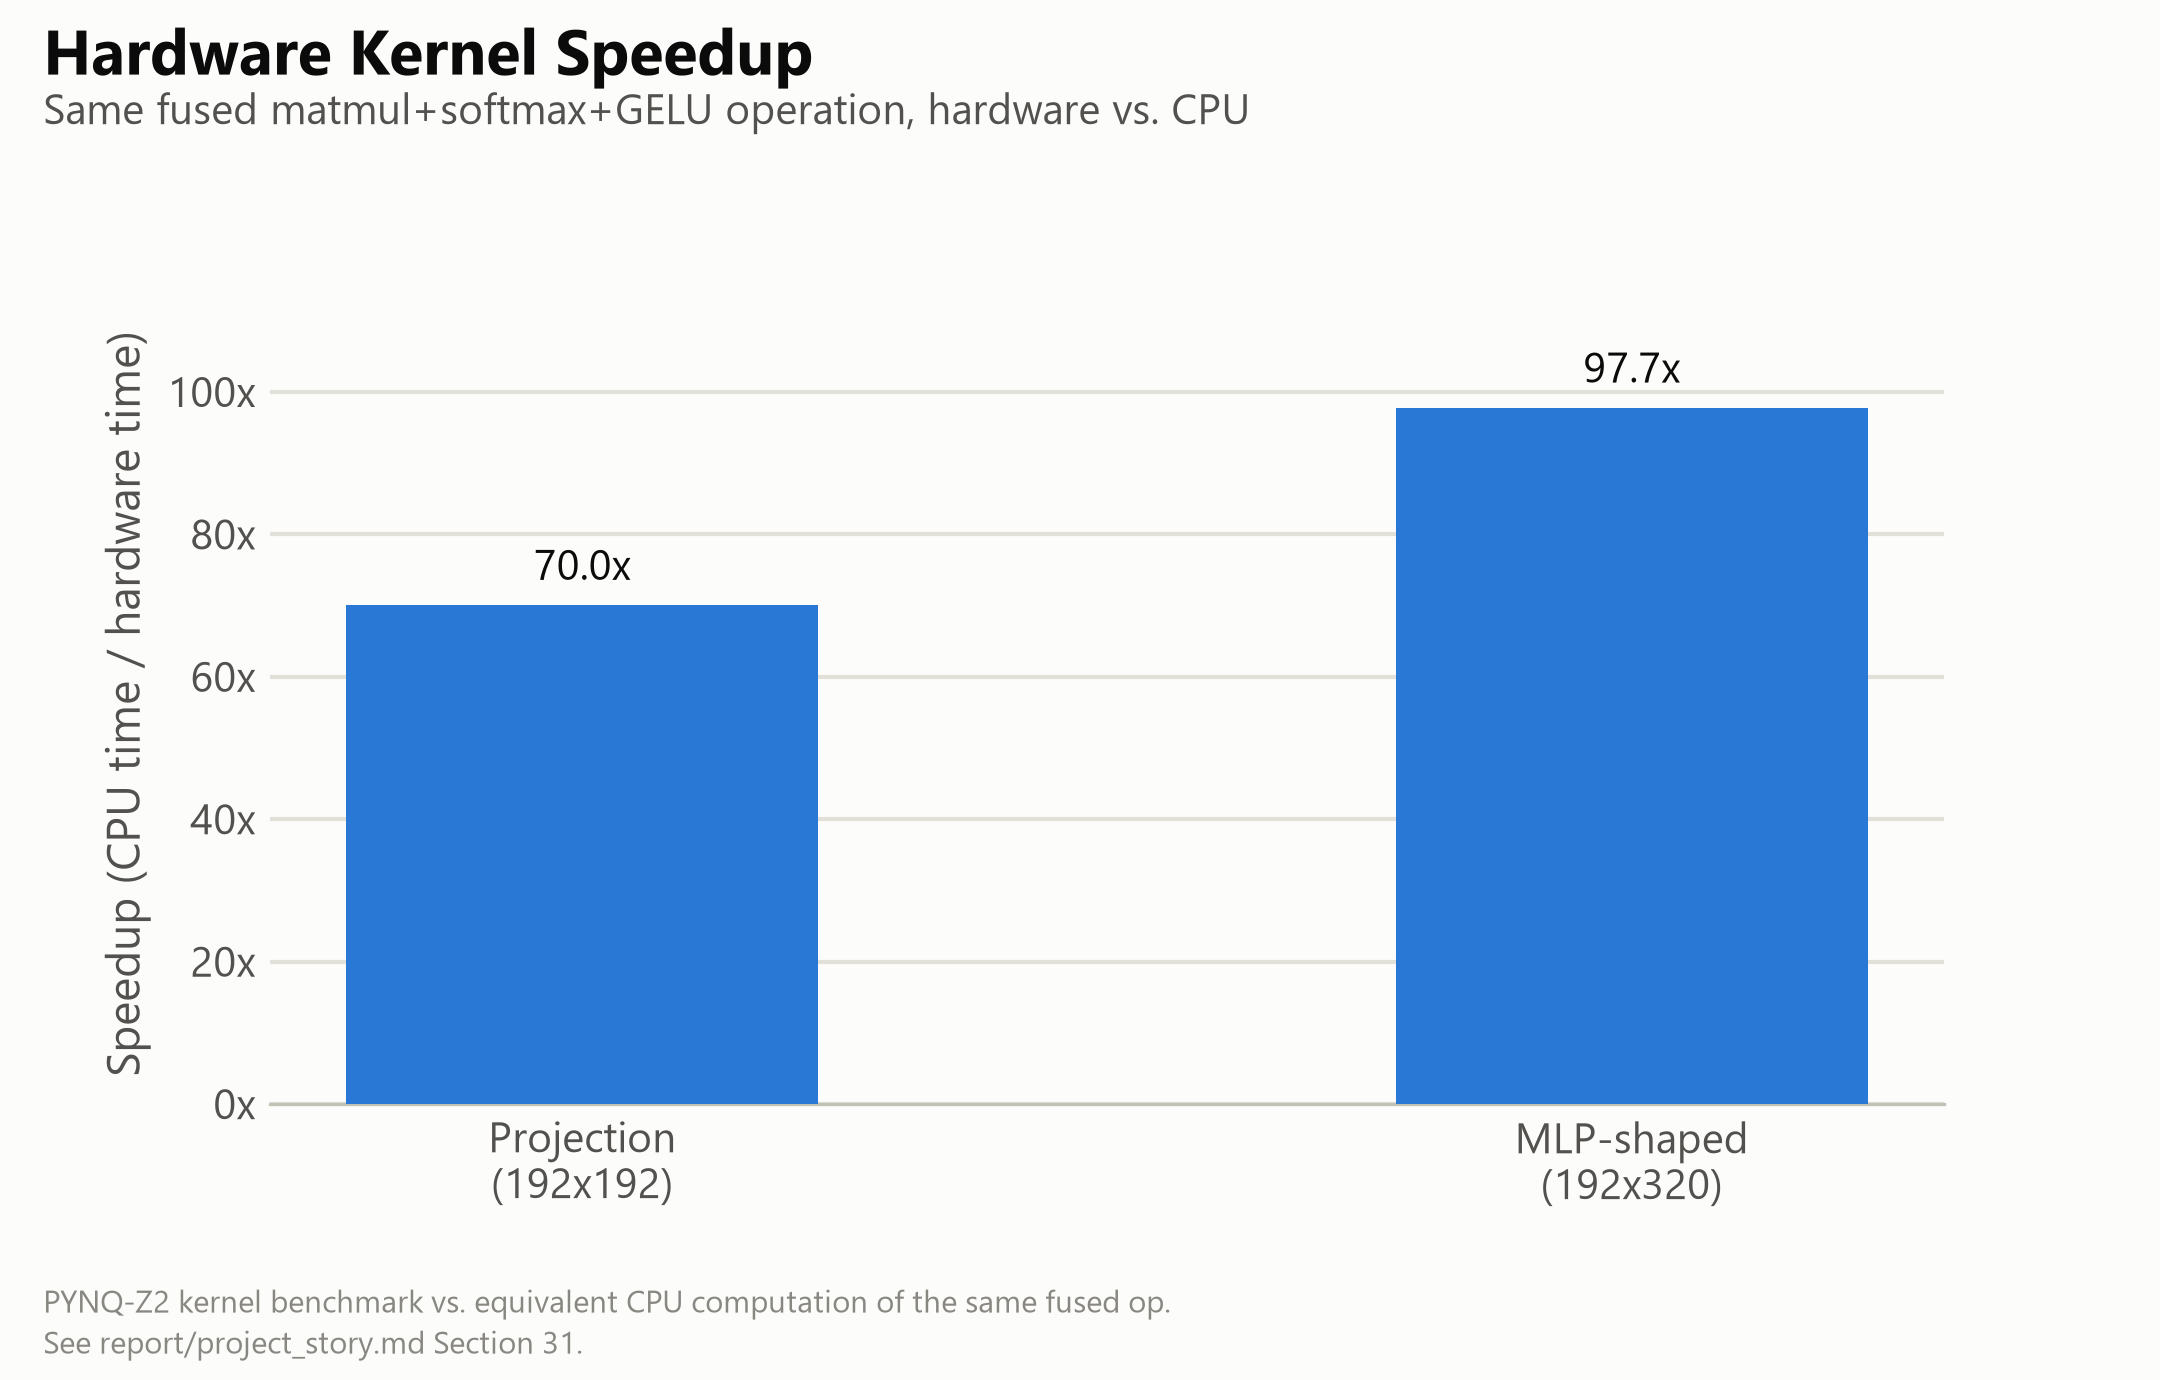 Hardware Kernel Speedup
Same fused matmul+softmax+GELU operation, hardware vs. CPU
Speedup (CPU time / hardware time)
100x
80x
60x
40x
20x
0x
70.0x
97.7x
Projection
(192x192)
MLP-shaped
(192x320)
PYNQ-Z2 kernel benchmark vs. equivalent CPU computation of the same fused op.
See report/project_story.md Section 31.